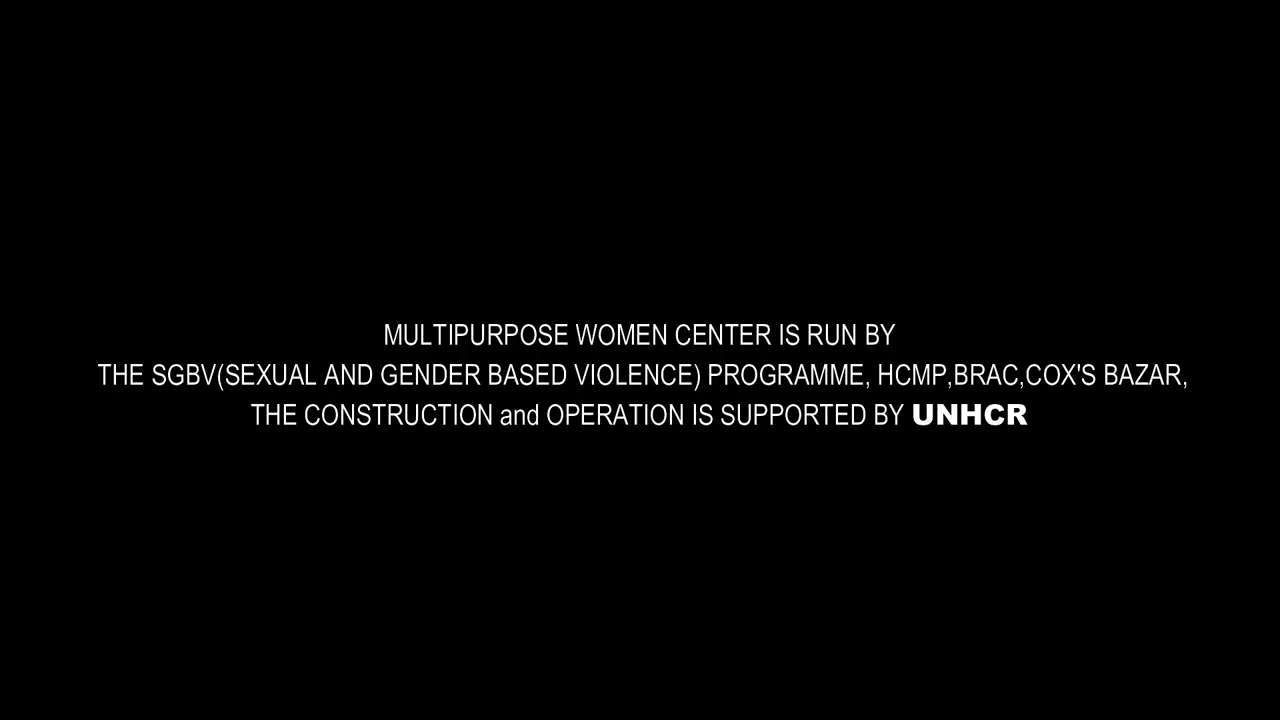 MULTIPURPOSE WOMEN CENTER IS RUN BY
THE SGBV(SEXUAL AND GENDER BASED VIOLENCE) PROGRAMME, HCMP,BRAC,COX'S BAZAR,
THE CONSTRUCTION and OPERATION IS SUPPORTED BY UNHCR